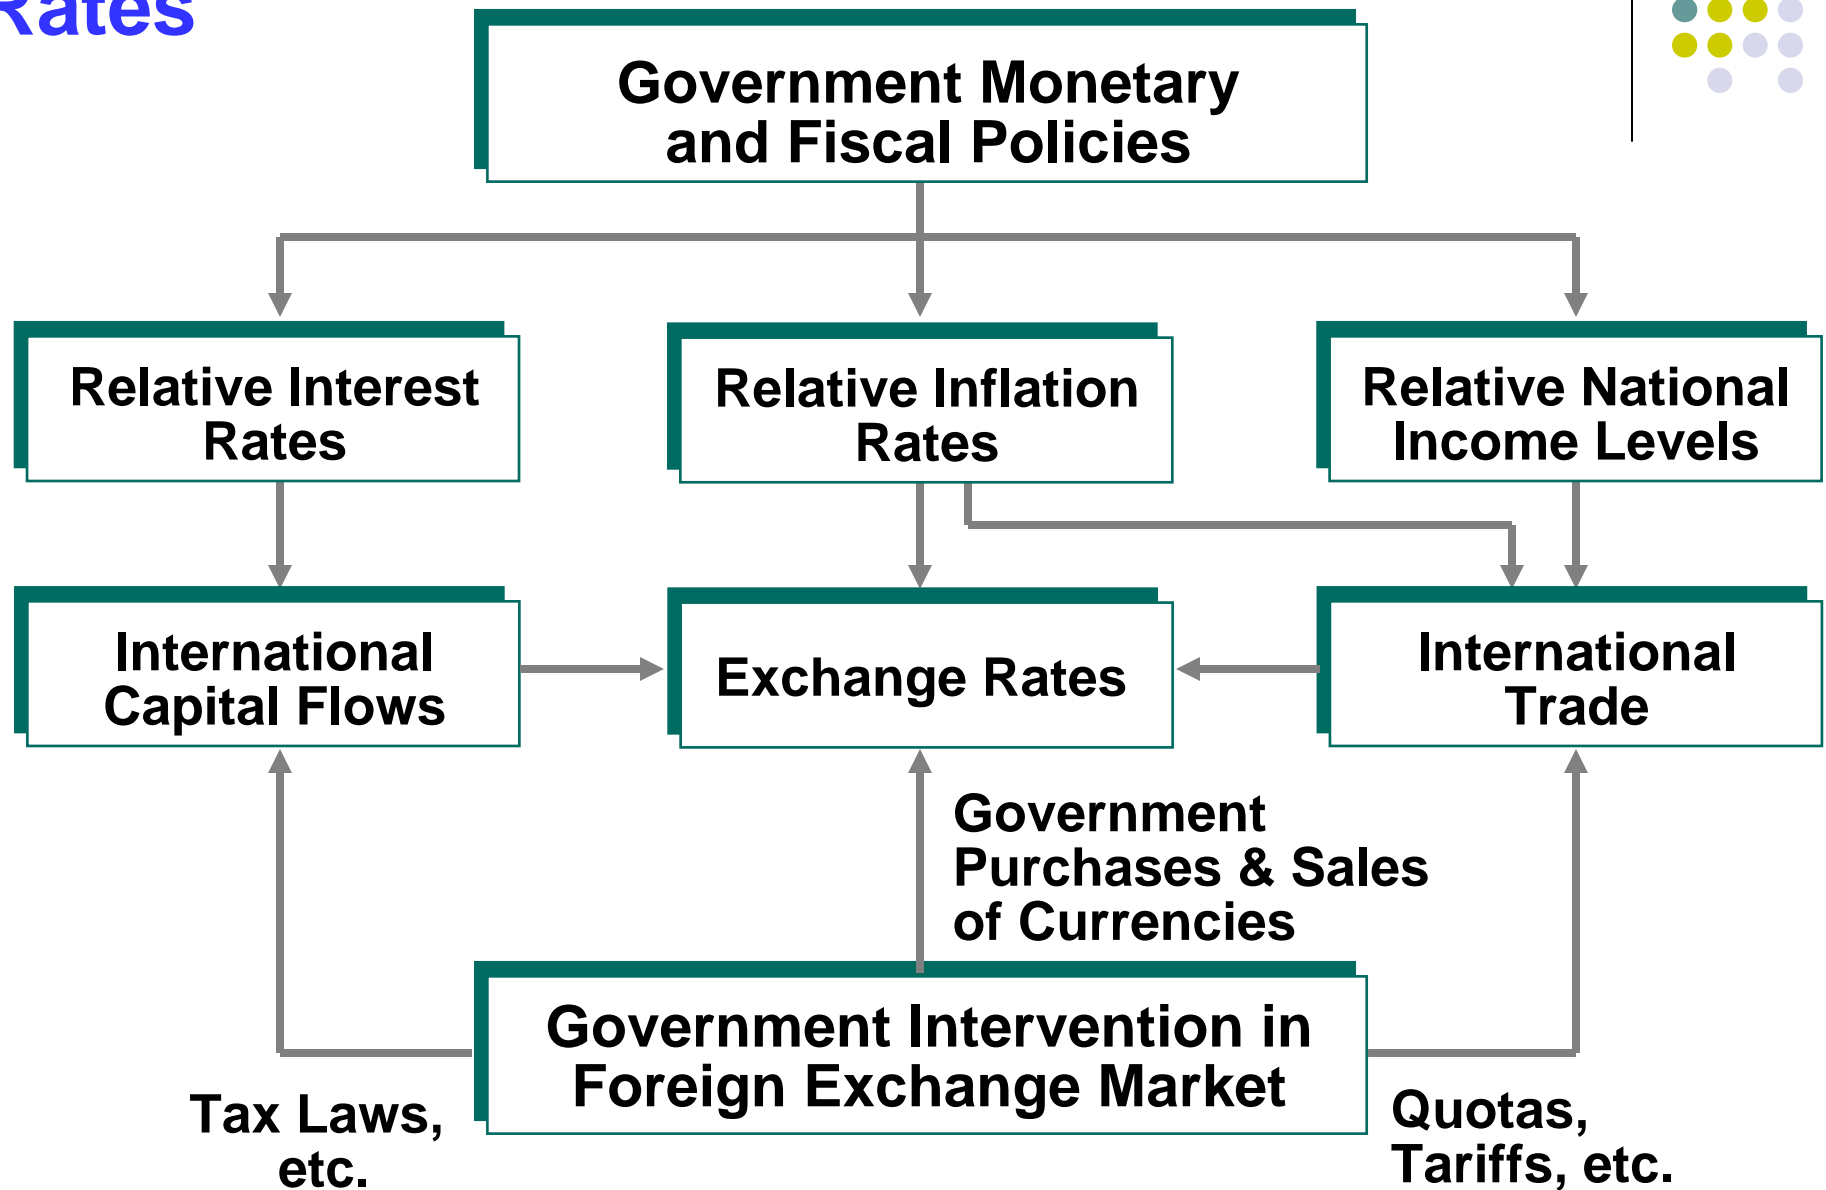 Rates
Government Monetary
and Fiscal Policies
Relative Interest
Rates
Relative Inflation
Rates
Relative National
Income Levels
International
Capital Flows
Exchange Rates
International
Trade
Government
Purchases & Sales
of Currencies
Government Intervention in
Foreign Exchange Market
Tax Laws,
etc.
Quotas,
Tariffs, etc.